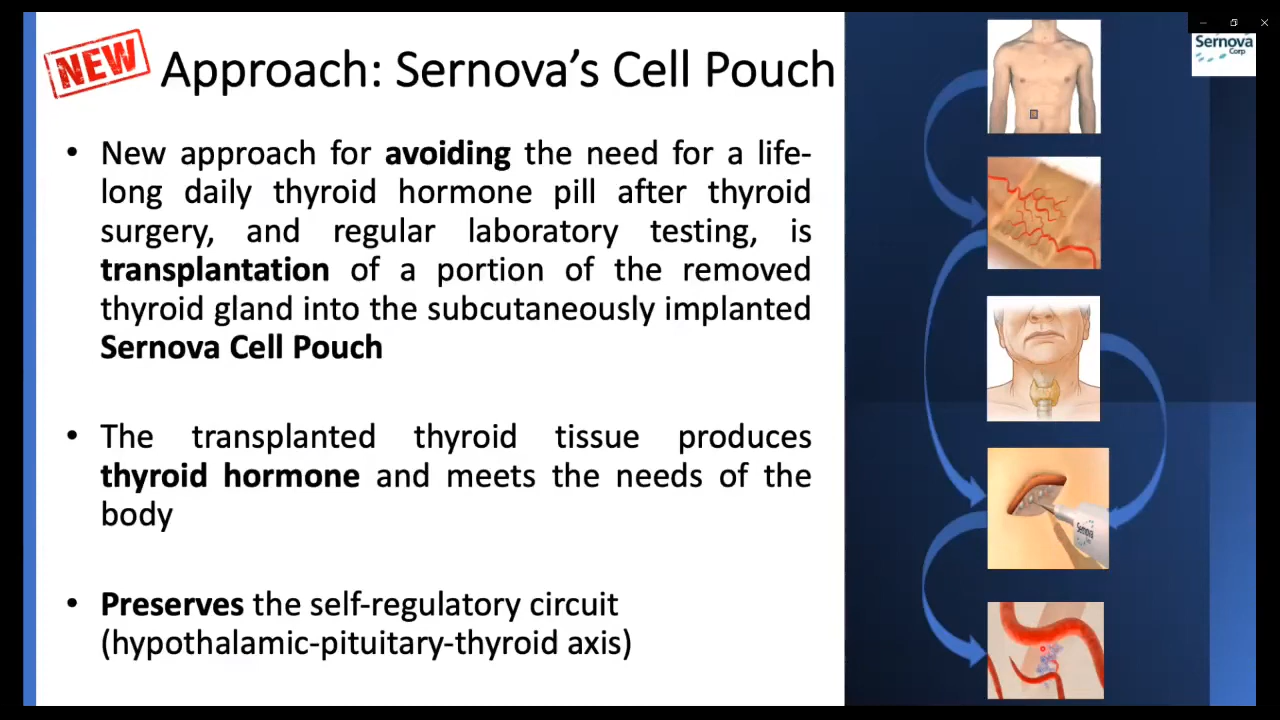 NEW
Approach: Sernova's Cell Pouch
Sernova
Corp
• New approach for avoiding the need for a life-
long daily thyroid hormone pill after thyroid
surgery, and regular laboratory testing, is
transplantation of a portion of the removed
thyroid gland into the subcutaneously implanted
Sernova Cell Pouch
• The transplanted thyroid tissue produces
thyroid hormone and meets the needs of the
body
• Preserves the self-regulatory circuit
(hypothalamic-pituitary-thyroid axis)
Sernova